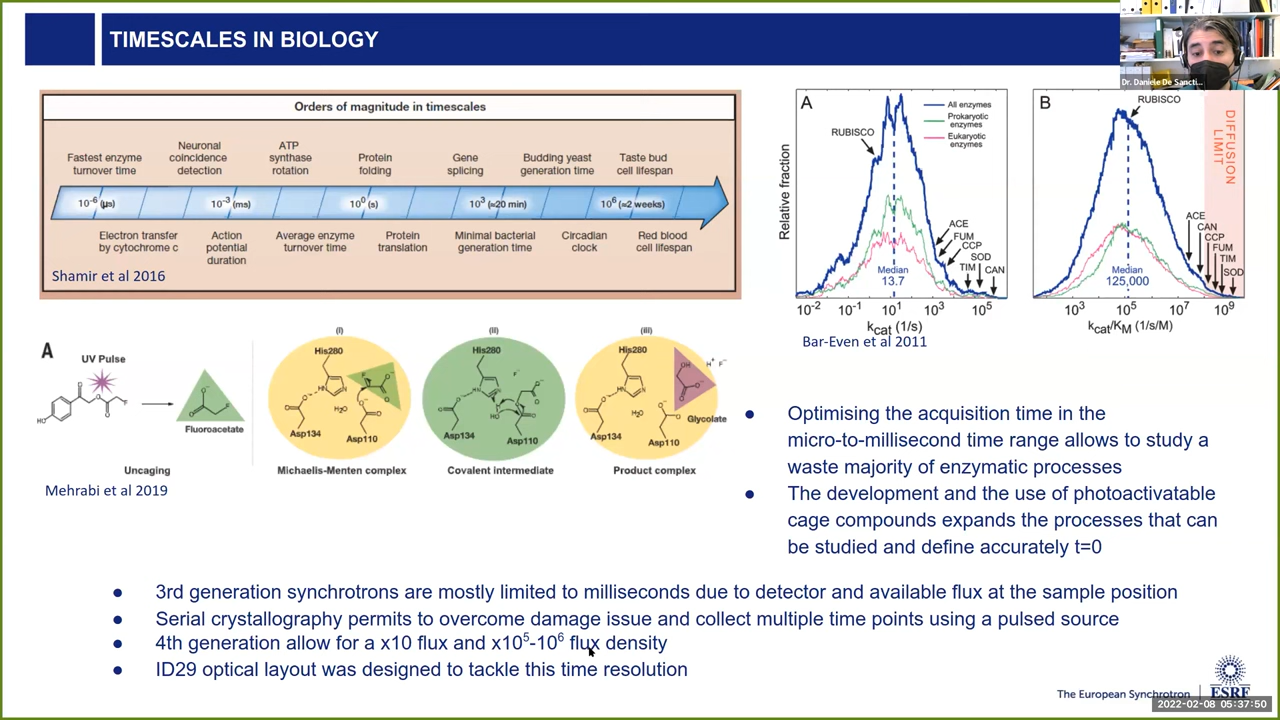 TIMESCALES IN BIOLOGY
Dr. Daniele De Sancti...
Orders of magnitude in timescales
Fastest enzyme
turnover time
Neuronal
coincidence
detection
ATP
synthase
rotation
Protein
folding
Gene
splicing
Budding yeast
generation time
Taste bud
cell lifespan
10⁻⁶ (μs)
10⁻³ (ms)
10⁰ (s)
10³ (≈20 min)
10⁶ (≈2 weeks)
Electron transfer
by cytochrome c
Action
potential
duration
Average enzyme
turnover time
Protein
translation
Minimal bacterial
generation time
Circadian
clock
Red blood
cell lifespan
Shamir et al 2016
A
All enzymes
Prokaryotic
enzymes
Eukaryotic
enzymes
RUBISCO
Relative fraction
ACE
FUM
CCP
SOD
TIM
CAN
Median
13.7
10⁻² 10⁻¹ 10¹ 10³ 10⁵
kcat (1/s)
Bar-Even et al 2011
B
RUBISCO
DIFFUSION
LIMIT
ACE
CAN
CCP
FUM
TIM
SOD
Median
125,000
10³ 10⁵ 10⁷ 10⁹
kcat/KM (1/s/M)
A
UV Pulse
HO
O
O
F
O
O⁻
F
Fluoroacetate
Uncaging
(i)
His280
HN
H₂O
Asp134
Asp110
Michaelis-Menten complex
(ii)
His280
F⁻
HN
HO
Asp134
Asp110
Covalent intermediate
(iii)
His280
HN
OH
H⁺ F⁻
H₂O
Glycolate
Asp134
Asp110
Product complex
Mehrabi et al 2019
● Optimising the acquisition time in the
micro-to-millisecond time range allows to study a
waste majority of enzymatic processes
● The development and the use of photoactivatable
cage compounds expands the processes that can
be studied and define accurately t=0
● 3rd generation synchrotrons are mostly limited to milliseconds due to detector and available flux at the sample position
● Serial crystallography permits to overcome damage issue and collect multiple time points using a pulsed source
● 4th generation allow for a x10 flux and x10⁵-10⁶ flux density
● ID29 optical layout was designed to tackle this time resolution
The European Synchrotron
ESRF
2022-02-08 05:37:50